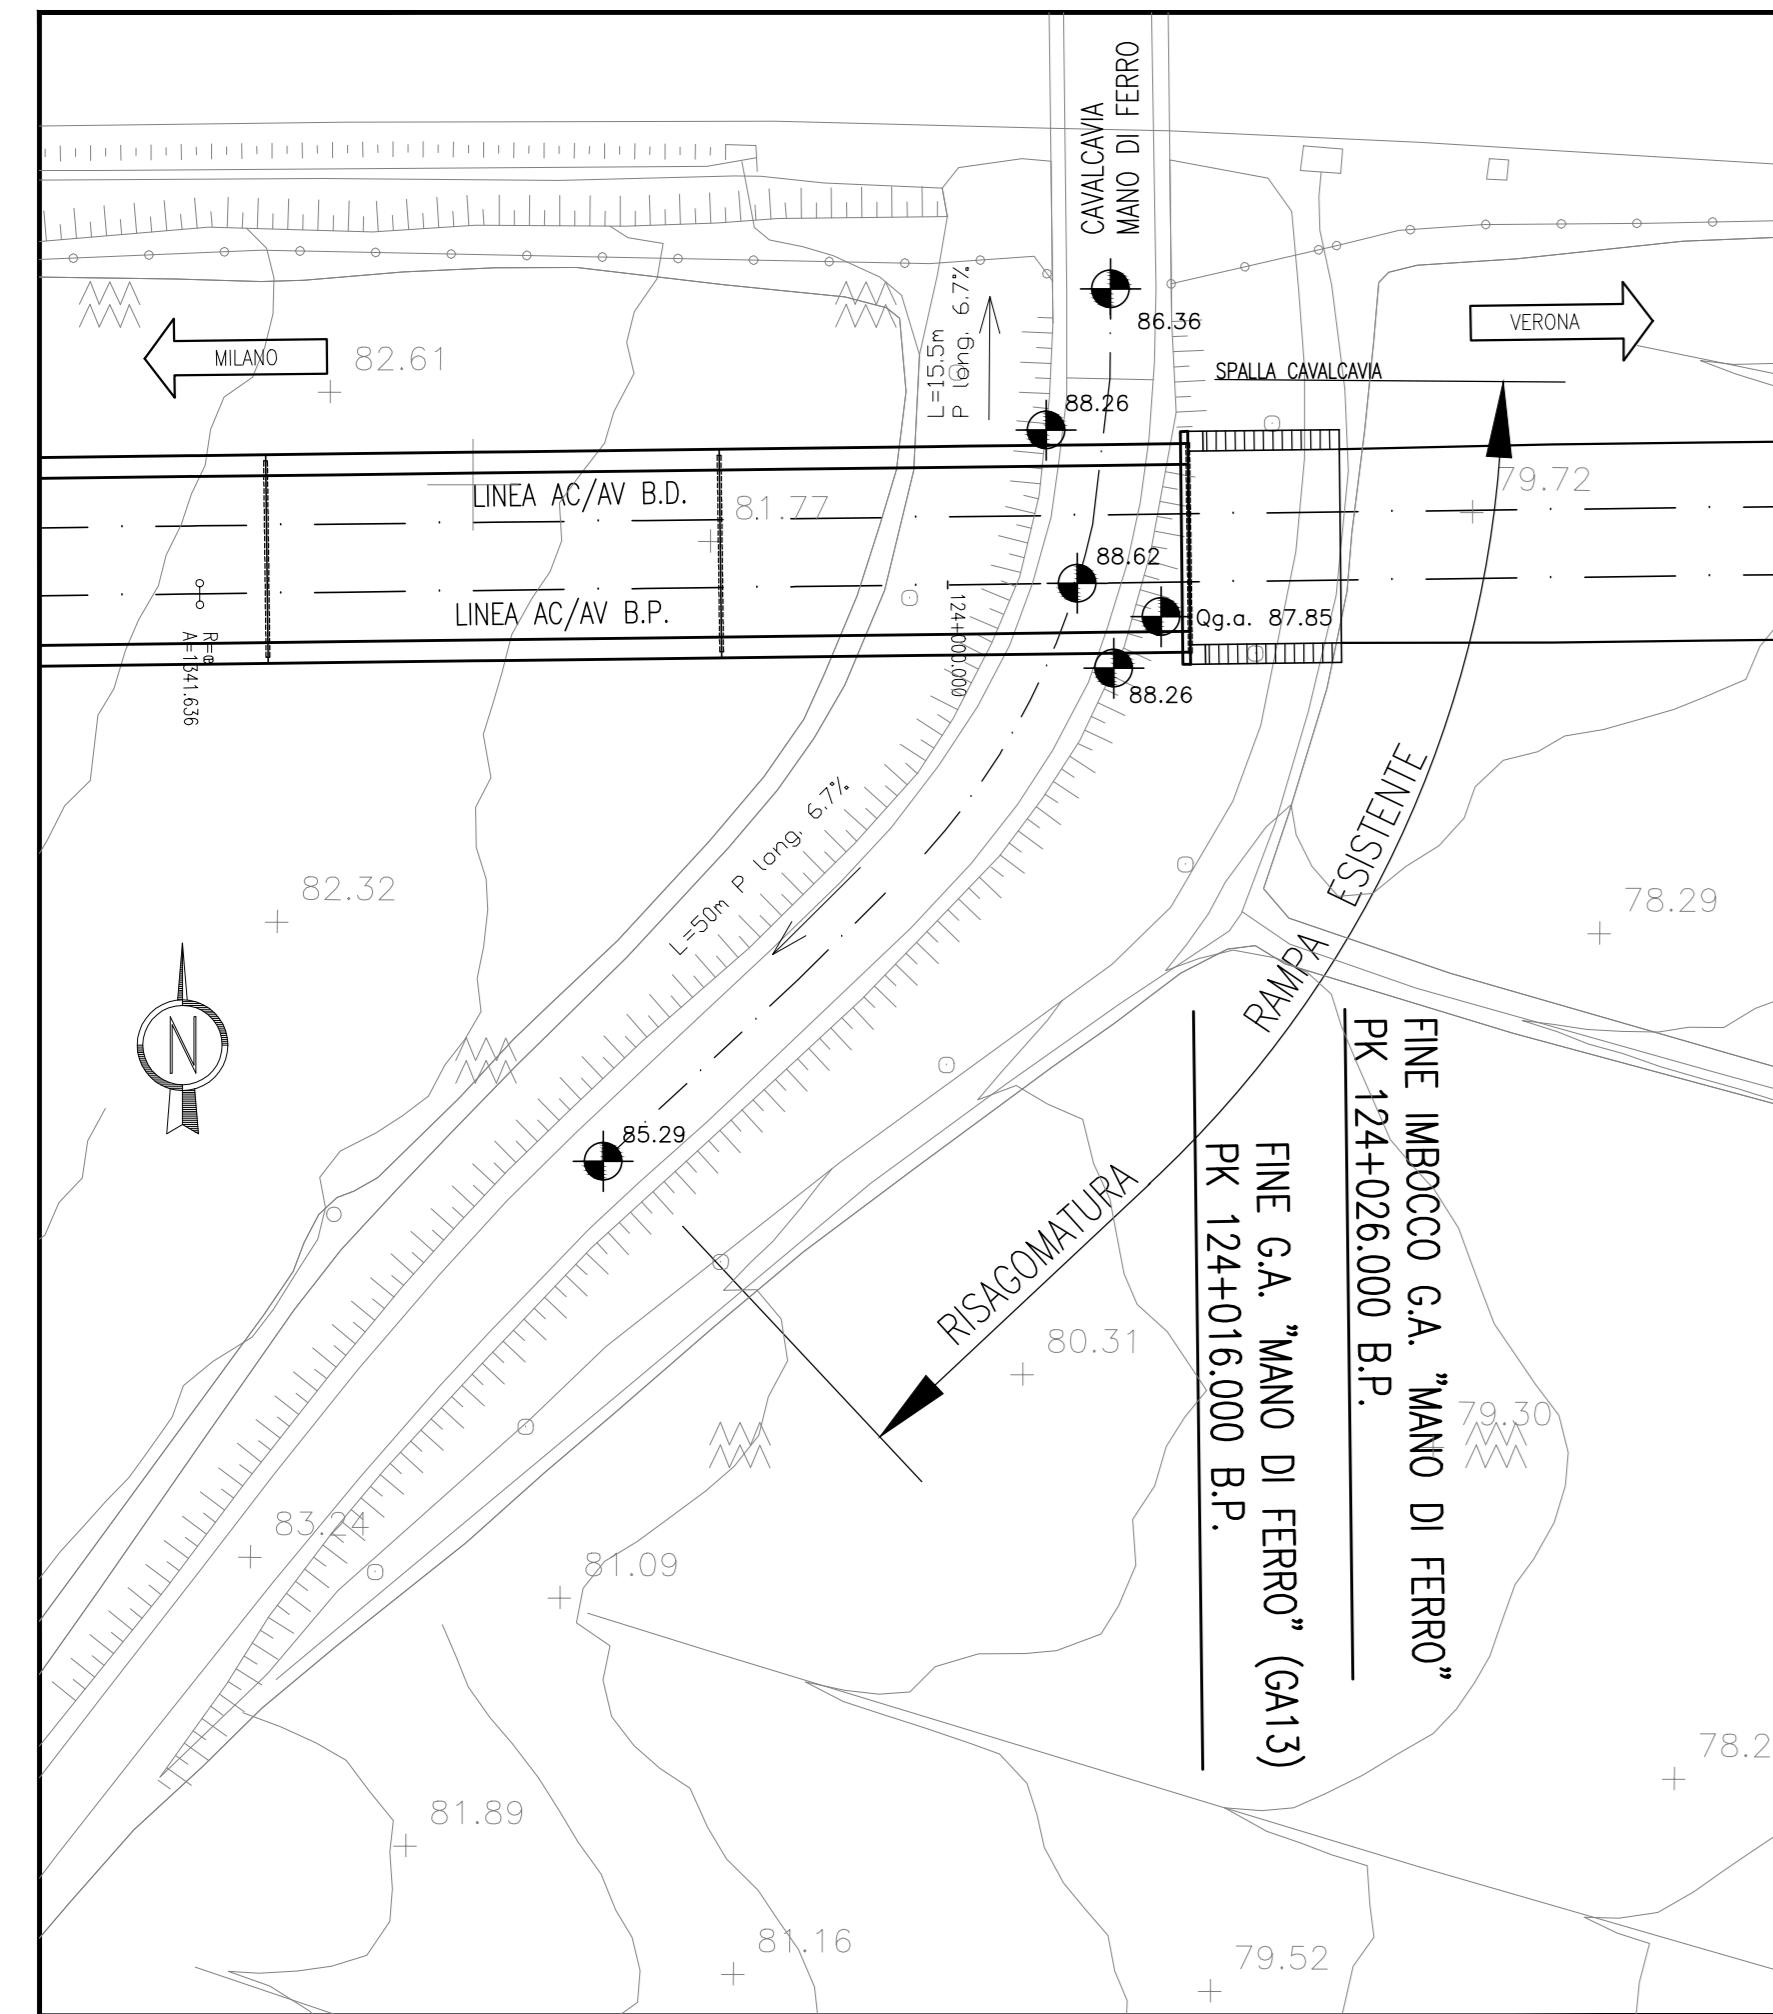 CAVALCAVIA
MANO DI FERRO
L=15.5m
P long. 6.7%
86.36
MILANO
82.61
VERONA
SPALLA CAVALCAVIA
88.26
LINEA AC/AV B.D.
81.77
79.72
88.62
LINEA AC/AV B.P.
124+000.000
Qg.a. 87.85
A=1341.636
88.26
L=50m P long. 6.7%
82.32
78.29
N
RISAGOMATURA RAMPA ESISTENTE
85.29
FINE IMBOCCO G.A. "MANO DI FERRO"
PK 124+026.000 B.P.
FINE G.A. "MANO DI FERRO" (GA13)
PK 124+016.000 B.P.
80.31
79.30
83.24
81.09
78.2
81.89
81.16
79.52